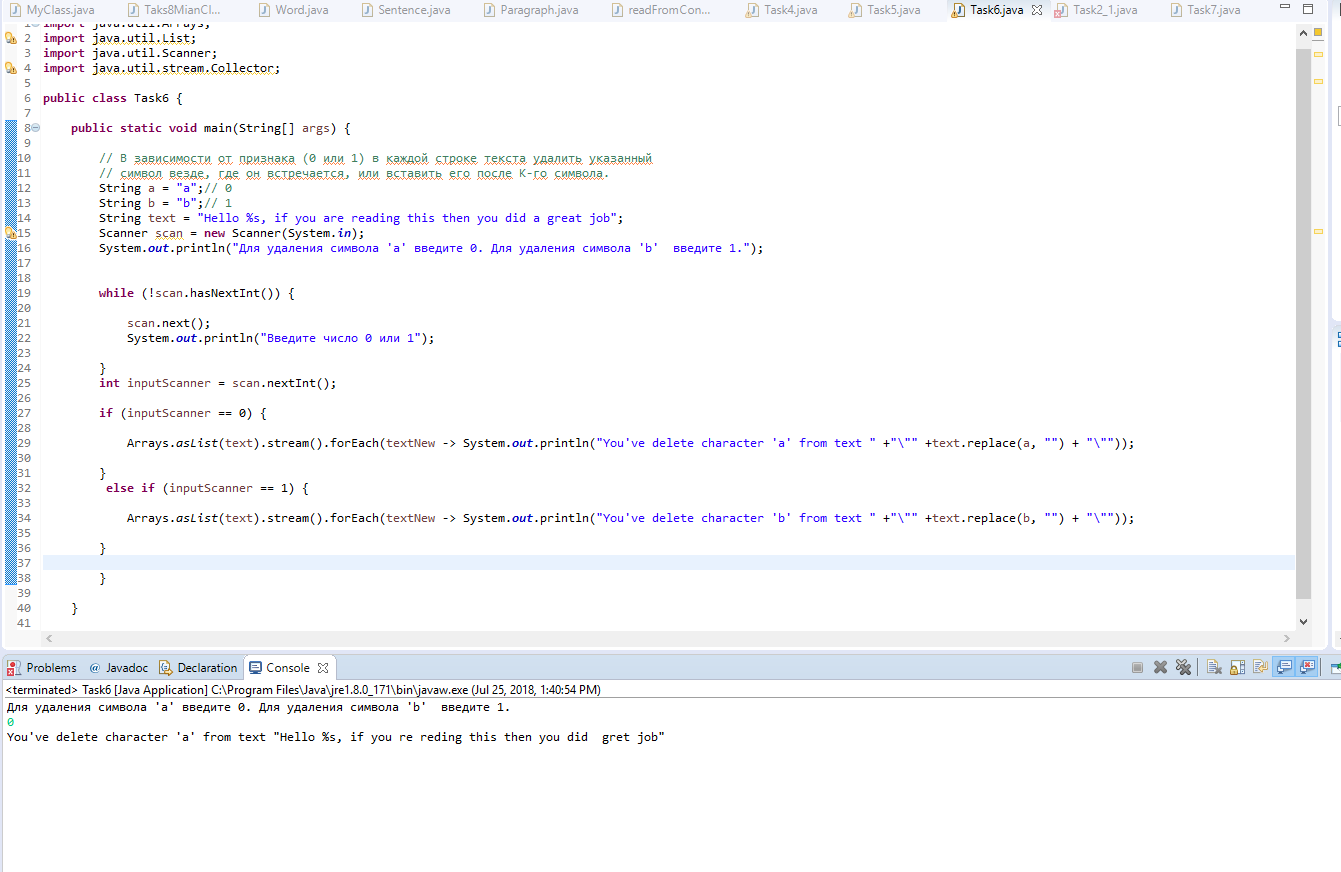 MyClass.java Taks8MianCl... Word.java Sentence.java Paragraph.java readFromCon... Task4.java Task5.java Task6.java Task2_1.java Task7.java
1 import java.util.Arrays;
2 import java.util.List;
3 import java.util.Scanner;
4 import java.util.stream.Collector;
5
6 public class Task6 {
7
8 public static void main(String[] args) {
9
10 // В зависимости от признака (0 или 1) в каждой строке текста удалить указанный
11 // символ везде, где он встречается, или вставить его после К-го символа.
12 String a = "a";// 0
13 String b = "b";// 1
14 String text = "Hello %s, if you are reading this then you did a great job";
15 Scanner scan = new Scanner(System.in);
16 System.out.println("Для удаления символа 'a' введите 0. Для удаления символа 'b'  введите 1.");
17
18
19 while (!scan.hasNextInt()) {
20
21 scan.next();
22 System.out.println("Введите число 0 или 1");
23
24 }
25 int inputScanner = scan.nextInt();
26
27 if (inputScanner == 0) {
28
29 Arrays.asList(text).stream().forEach(textNew -> System.out.println("You've delete character 'a' from text " +"\"" +text.replace(a, "") + "\""));
30
31 }
32 else if (inputScanner == 1) {
33
34 Arrays.asList(text).stream().forEach(textNew -> System.out.println("You've delete character 'b' from text " +"\"" +text.replace(b, "") + "\""));
35
36 }
37
38 }
39
40 }
41
Problems @ Javadoc Declaration Console
<terminated> Task6 [Java Application] C:\Program Files\Java\jre1.8.0_171\bin\javaw.exe (Jul 25, 2018, 1:40:54 PM)
Для удаления символа 'a' введите 0. Для удаления символа 'b'  введите 1.
0
You've delete character 'a' from text "Hello %s, if you re reding this then you did  gret job"